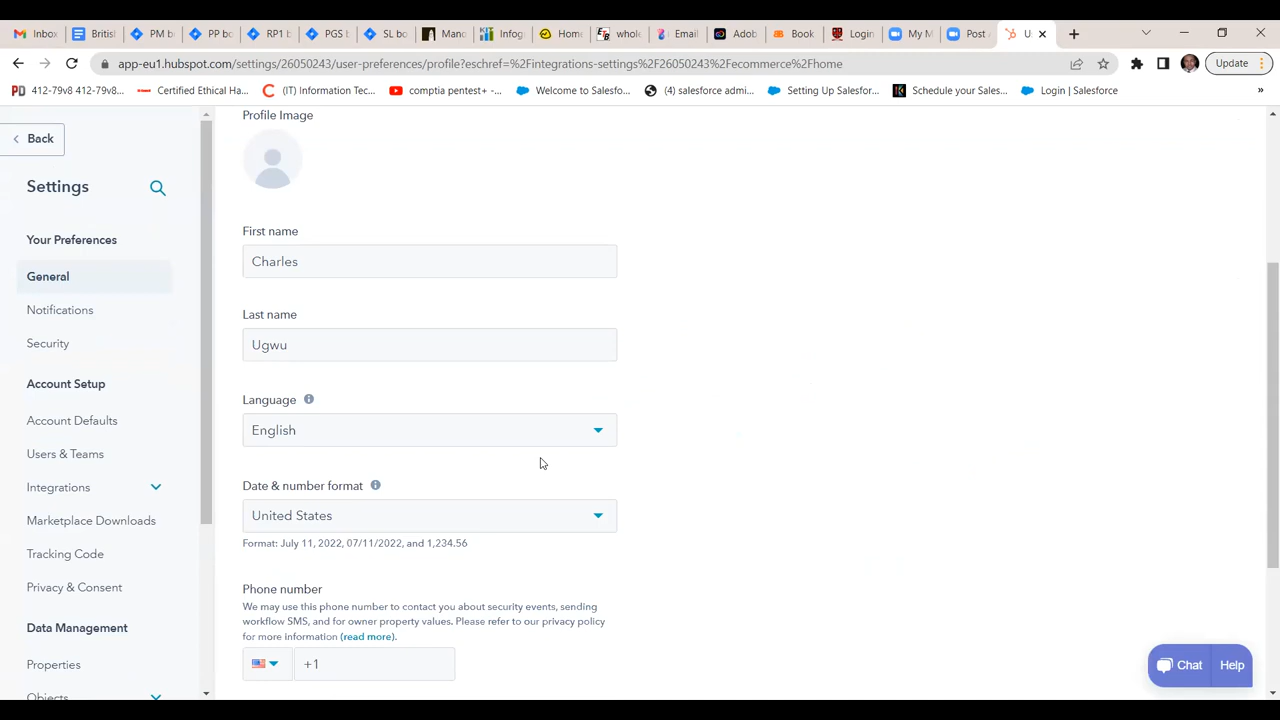 Inbox
British
PM b
PP bo
RP1 b
PGS b
SL bo
Mano
Infog
Home
whole
Email
Adob
Book
Login
My M
Post A
U
app-eu1.hubspot.com/settings/26050243/user-preferences/profile?eschref=%2Fintegrations-settings%2F26050243%2Fecommerce%2Fhome
Update
412-79v8 412-79v8...
Certified Ethical Ha...
(IT) Information Tec...
comptia pentest+ -...
Welcome to Salesfo...
(4) salesforce admi...
Setting Up Salesfor...
Schedule your Sales...
Login | Salesforce
»
Back
Settings
Your Preferences
General
Notifications
Security
Account Setup
Account Defaults
Users & Teams
Integrations
Marketplace Downloads
Tracking Code
Privacy & Consent
Data Management
Properties
Objects
Profile Image
First name
Charles
Last name
Ugwu
Language
English
Date & number format
United States
Format: July 11, 2022, 07/11/2022, and 1,234.56
Phone number
We may use this phone number to contact you about security events, sending
workflow SMS, and for owner property values. Please refer to our privacy policy
for more information (read more).
+1
Chat
Help